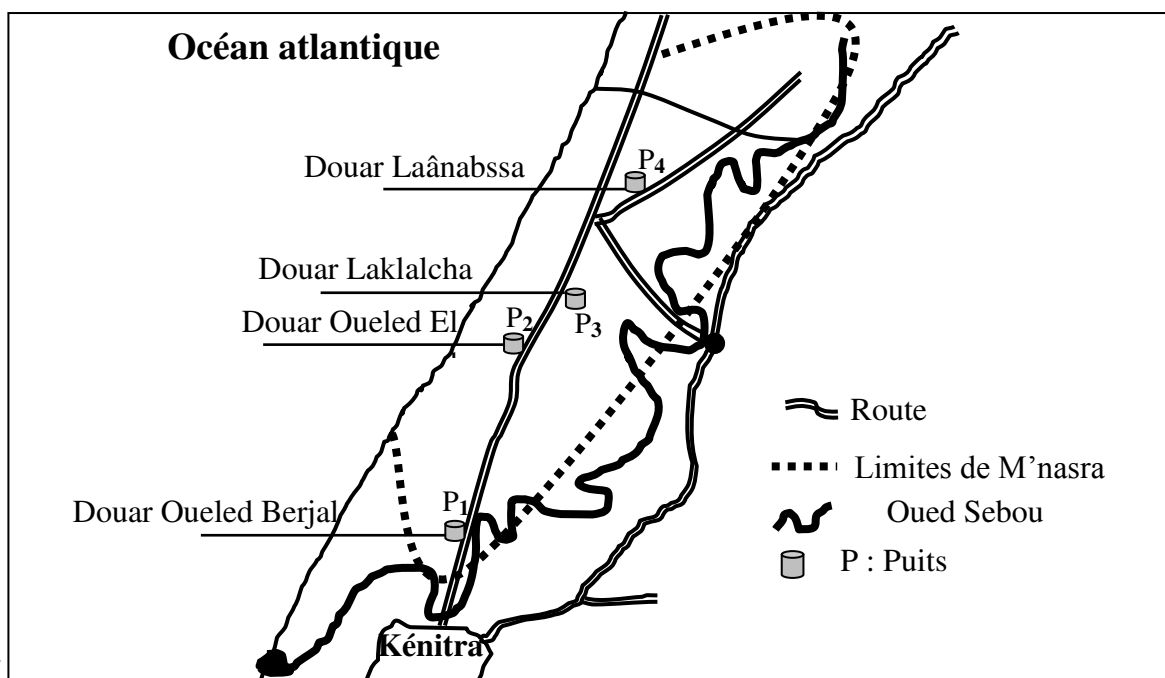 Océan atlantique
Douar Laânabssa
P4
Douar Laklalcha
Douar Oueled El
P2
P3
Route
Limites de M'nasra
Douar Oueled Berjal
P1
Oued Sebou
P : Puits
Kénitra